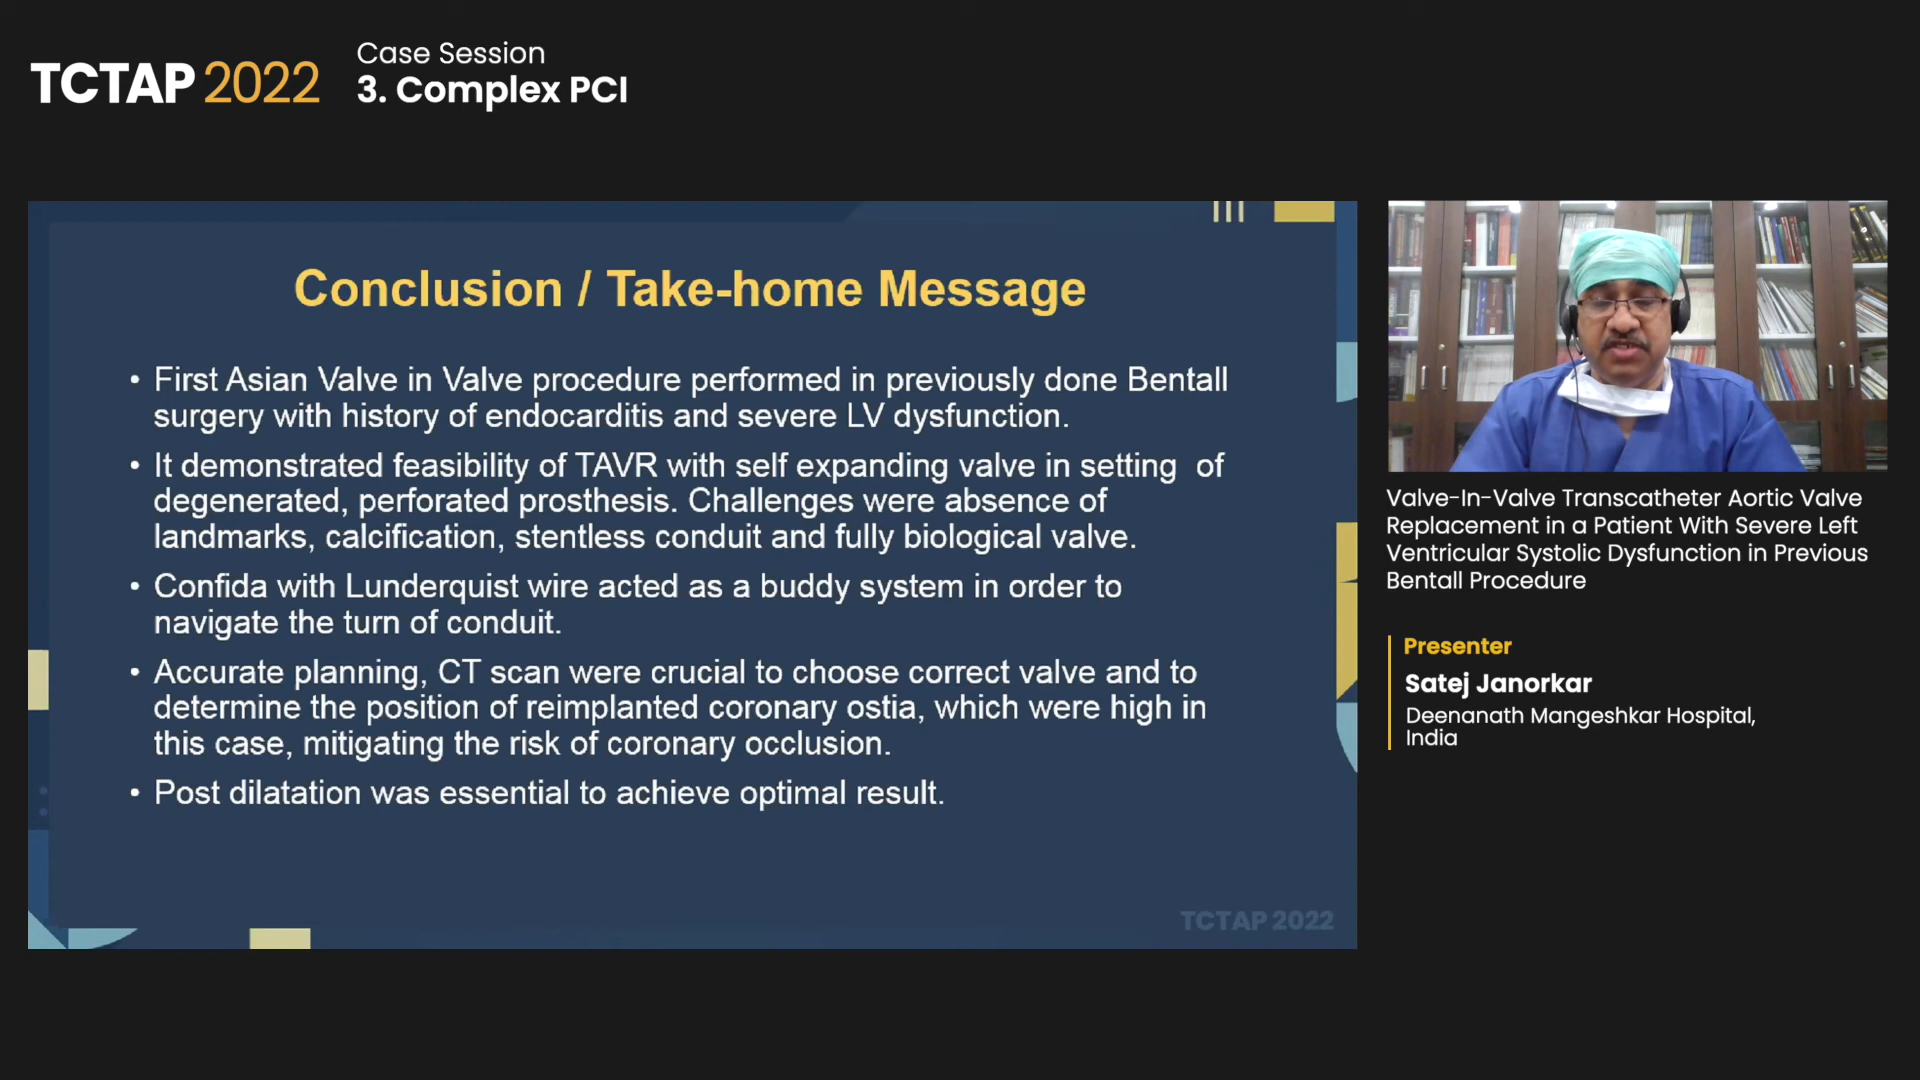 TCTAP 2022
Case Session
3. Complex PCI
Conclusion / Take-home Message
• First Asian Valve in Valve procedure performed in previously done Bentall
surgery with history of endocarditis and severe LV dysfunction.
• It demonstrated feasibility of TAVR with self expanding valve in setting of
degenerated, perforated prosthesis. Challenges were absence of
landmarks, calcification, stentless conduit and fully biological valve.
• Confida with Lunderquist wire acted as a buddy system in order to
navigate the turn of conduit.
• Accurate planning, CT scan were crucial to choose correct valve and to
determine the position of reimplanted coronary ostia, which were high in
this case, mitigating the risk of coronary occlusion.
• Post dilatation was essential to achieve optimal result.
TCTAP 2022
Valve-In-Valve Transcatheter Aortic Valve
Replacement in a Patient With Severe Left
Ventricular Systolic Dysfunction in Previous
Bentall Procedure
Presenter
Satej Janorkar
Deenanath Mangeshkar Hospital,
India